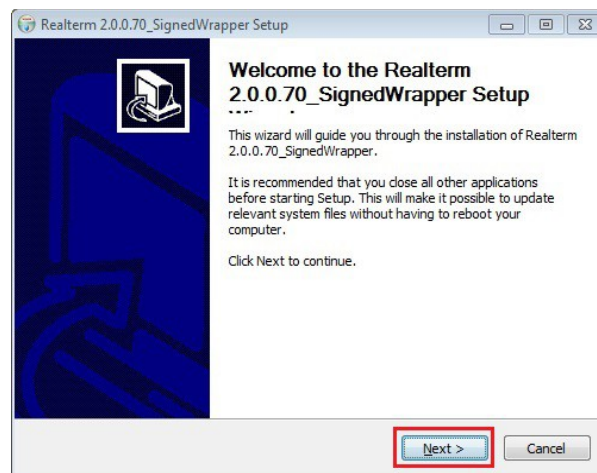 Realterm 2.0.0.70_SignedWrapper Setup
Welcome to the Realterm
2.0.0.70_SignedWrapper Setup
This wizard will guide you through the installation of Realterm
2.0.0.70_SignedWrapper.
It is recommended that you close all other applications
before starting Setup. This will make it possible to update
relevant system files without having to reboot your
computer.
Click Next to continue.
Next >
Cancel